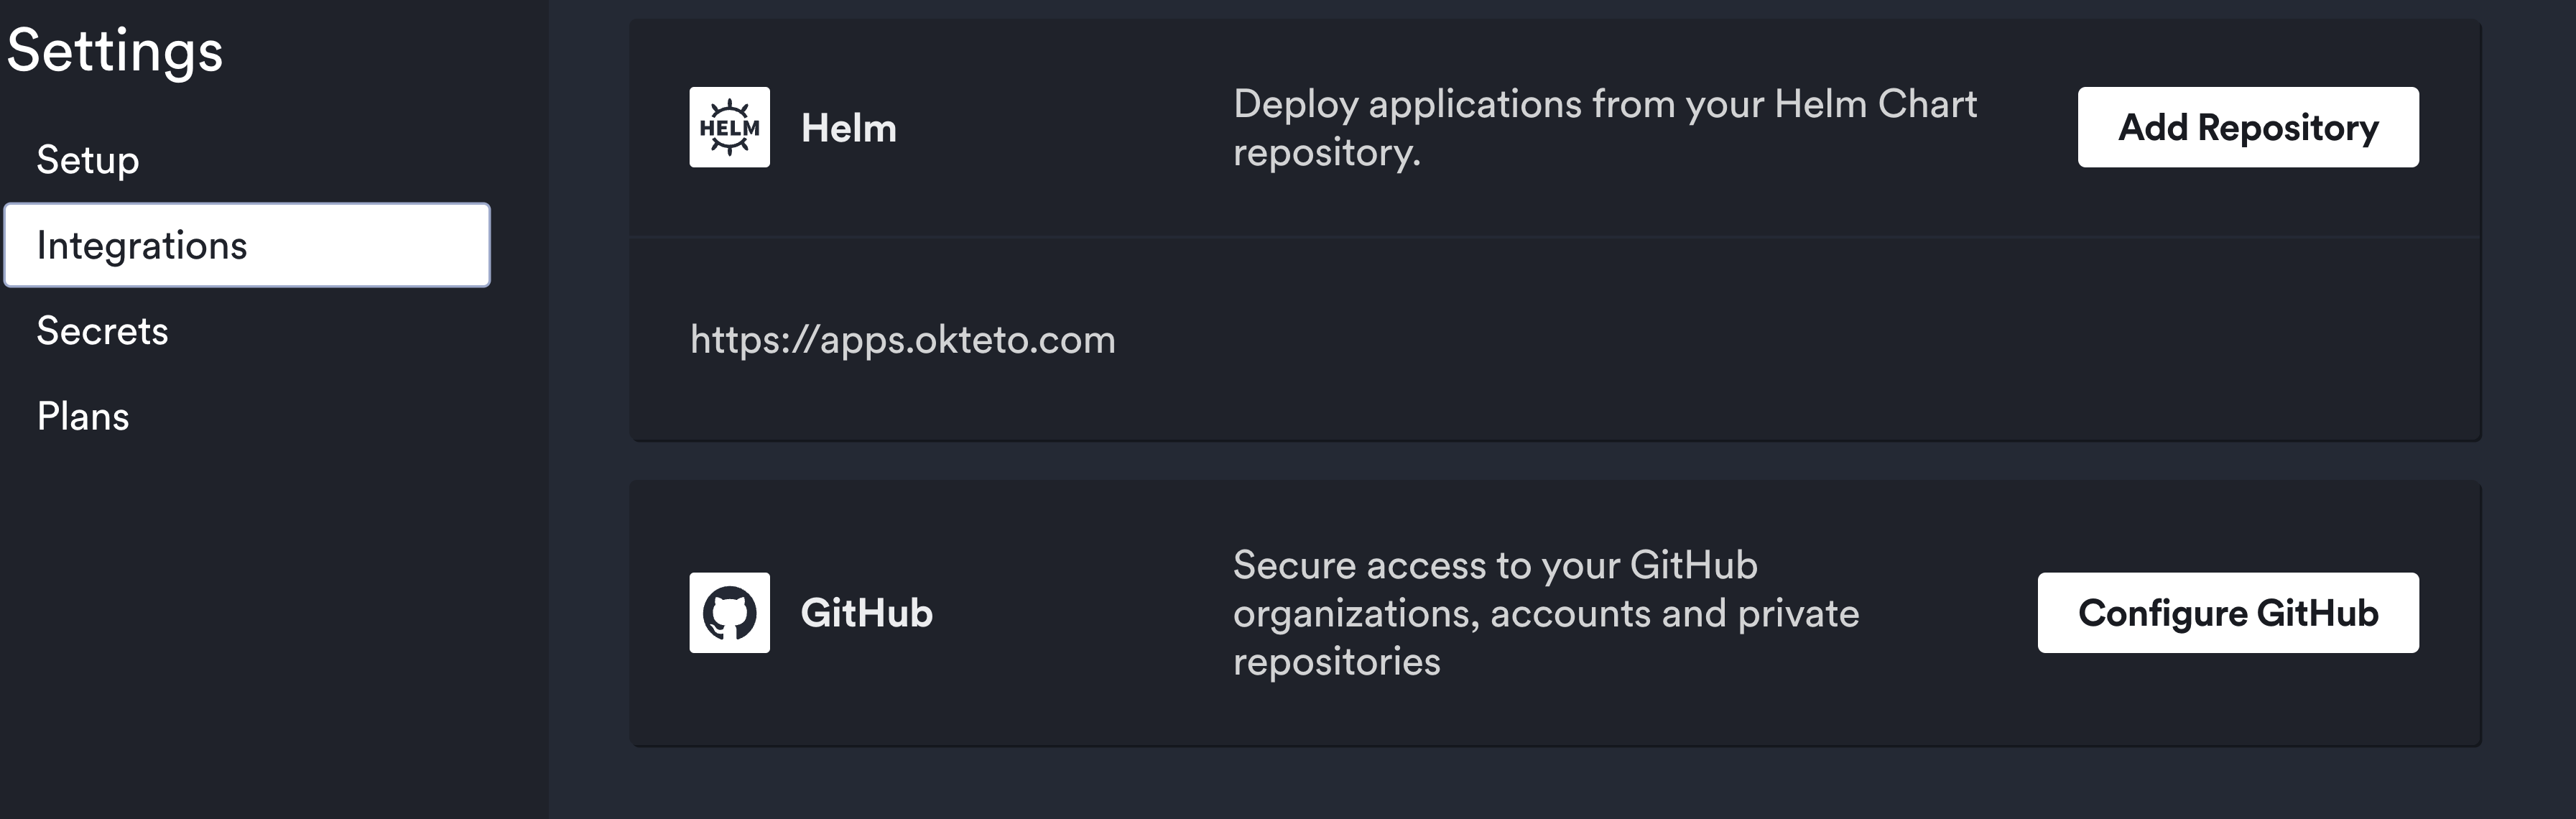 Settings
Setup
Integrations
Secrets
Plans
HELM
Helm
Deploy applications from your Helm Chart
repository.
Add Repository
https://apps.okteto.com
GitHub
Secure access to your GitHub
organizations, accounts and private
repositories
Configure GitHub